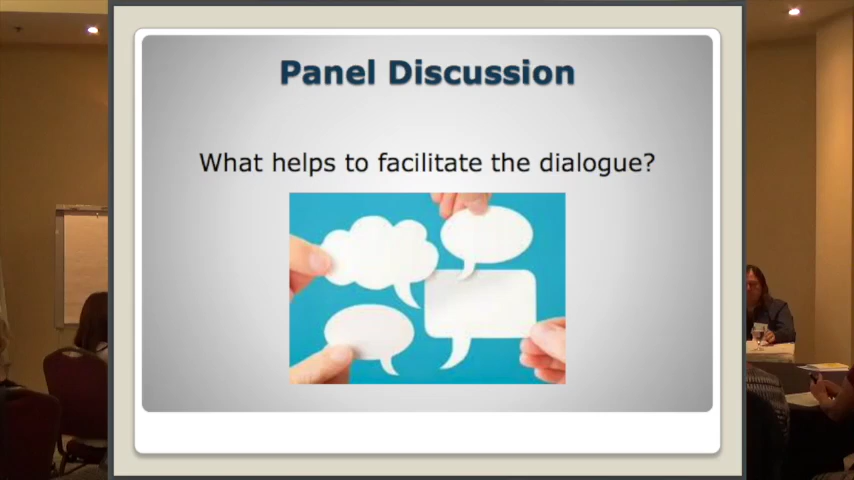 Panel Discussion
What helps to facilitate the dialogue?